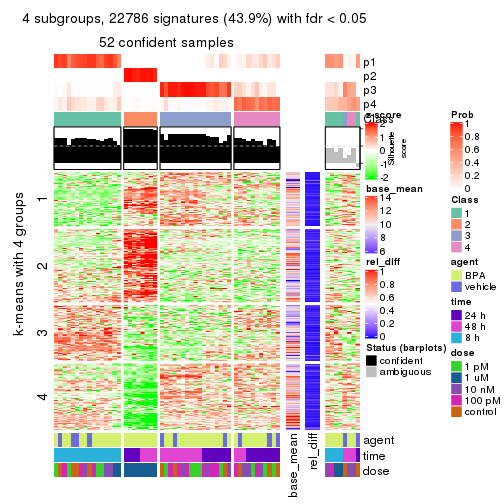 4 subgroups, 22786 signatures (43.9%) with fdr < 0.05
52 confident samples
p1
p2
p3
p4
Class
Silhouette
score
k-means with 4 groups
1
2
3
4
agent
time
dose
base_mean
rel_diff
z-score
2
1
0
-1
-2
base_mean
14
12
10
8
6
rel_diff
1
0.8
0.6
0.4
0.2
0
Status (barplots)
confident
ambiguous
Prob
1
0.8
0.6
0.4
0.2
0
Class
1
2
3
4
agent
BPA
vehicle
time
24 h
48 h
8 h
dose
1 pM
1 uM
10 nM
100 pM
control